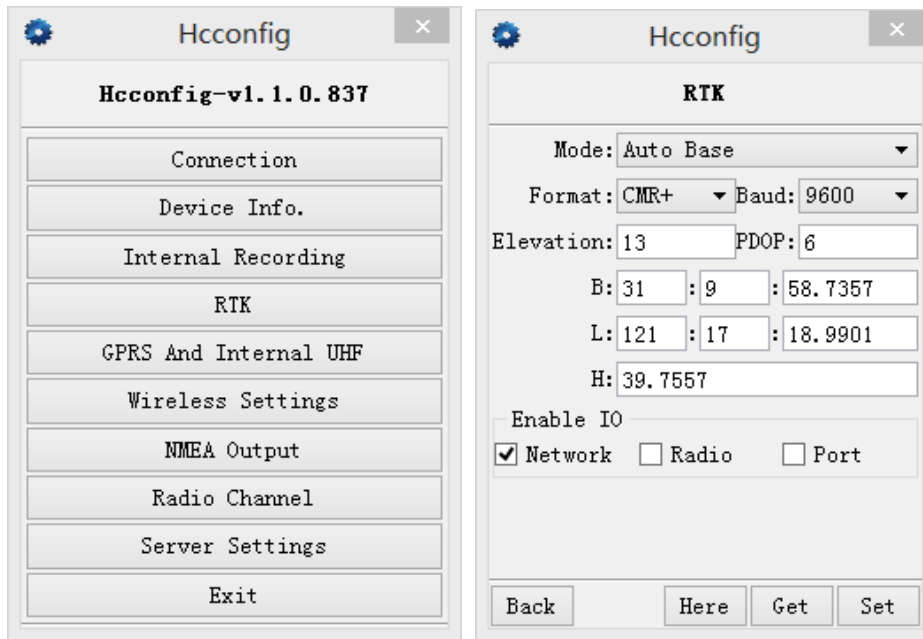 Hcconfig
Hcconfig-v1.1.0.837
Connection
Device Info.
Internal Recording
RTK
GPRS And Internal UHF
Wireless Settings
NMEA Output
Radio Channel
Server Settings
Exit
Hcconfig
RTK
Mode: Auto Base
Format: CMR+ Baud: 9600
Elevation: 13 PDOP: 6
B: 31 : 9 : 58.7357
L: 121 : 17 : 18.9901
H: 39.7557
Enable IO
Network Radio Port
Back Here Get Set